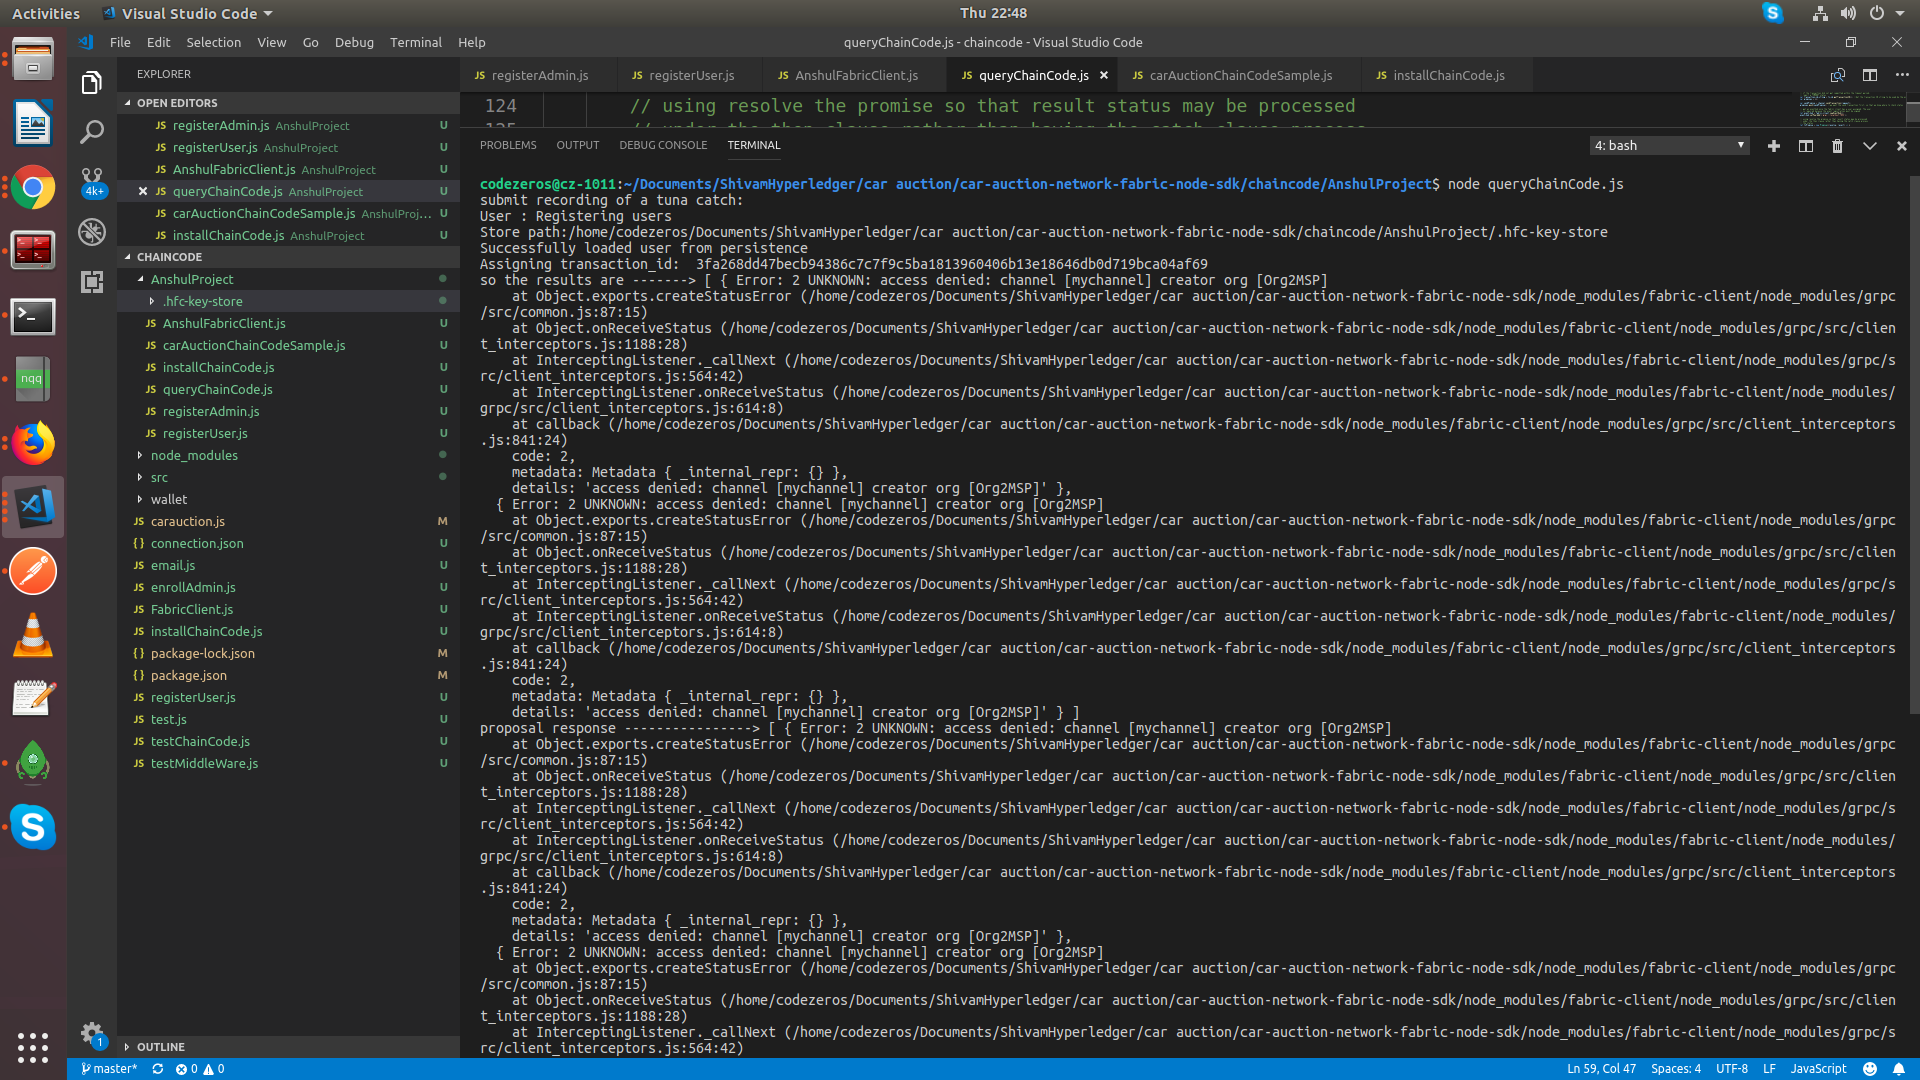 Activities
Visual Studio Code
Thu 22:48
File Edit Selection View Go Debug Terminal Help
queryChainCode.js - chaincode - Visual Studio Code
EXPLORER
OPEN EDITORS
JS registerAdmin.js AnshulProject U
JS registerUser.js AnshulProject U
JS AnshulFabricClient.js AnshulProject U
JS queryChainCode.js AnshulProject U
JS carAuctionChainCodeSample.js AnshulProj... U
JS installChainCode.js AnshulProject U
CHAINCODE
AnshulProject
.hfc-key-store
JS AnshulFabricClient.js U
JS carAuctionChainCodeSample.js U
JS installChainCode.js U
JS queryChainCode.js U
JS registerAdmin.js U
JS registerUser.js U
node_modules
src
wallet
JS carauction.js M
{} connection.json U
JS email.js U
JS enrollAdmin.js U
JS FabricClient.js U
JS installChainCode.js U
{} package-lock.json M
{} package.json M
JS registerUser.js U
JS test.js U
JS testChainCode.js U
JS testMiddleWare.js U
OUTLINE
4k+
1
nqq
JS registerAdmin.js JS registerUser.js JS AnshulFabricClient.js JS queryChainCode.js JS carAuctionChainCodeSample.js JS installChainCode.js
124 // using resolve the promise so that result status may be processed
PROBLEMS OUTPUT DEBUG CONSOLE TERMINAL
4: bash
codezeros@cz-1011:~/Documents/ShivamHyperledger/car auction/car-auction-network-fabric-node-sdk/chaincode/AnshulProject$ node queryChainCode.js
submit recording of a tuna catch:
User : Registering users
Store path:/home/codezeros/Documents/ShivamHyperledger/car auction/car-auction-network-fabric-node-sdk/chaincode/AnshulProject/.hfc-key-store
Successfully loaded user from persistence
Assigning transaction_id:  3fa268dd47becb94386c7c7f9c5ba1813960406b13e18646db0d719bca04af69
so the results are -------> [ { Error: 2 UNKNOWN: access denied: channel [mychannel] creator org [Org2MSP]
at Object.exports.createStatusError (/home/codezeros/Documents/ShivamHyperledger/car auction/car-auction-network-fabric-node-sdk/node_modules/fabric-client/node_modules/grpc
/src/common.js:87:15)
at Object.onReceiveStatus (/home/codezeros/Documents/ShivamHyperledger/car auction/car-auction-network-fabric-node-sdk/node_modules/fabric-client/node_modules/grpc/src/clien
t_interceptors.js:1188:28)
at InterceptingListener._callNext (/home/codezeros/Documents/ShivamHyperledger/car auction/car-auction-network-fabric-node-sdk/node_modules/fabric-client/node_modules/grpc/s
rc/client_interceptors.js:564:42)
at InterceptingListener.onReceiveStatus (/home/codezeros/Documents/ShivamHyperledger/car auction/car-auction-network-fabric-node-sdk/node_modules/fabric-client/node_modules/
grpc/src/client_interceptors.js:614:8)
at callback (/home/codezeros/Documents/ShivamHyperledger/car auction/car-auction-network-fabric-node-sdk/node_modules/fabric-client/node_modules/grpc/src/client_interceptors
.js:841:24)
code: 2,
metadata: Metadata { _internal_repr: {} },
details: 'access denied: channel [mychannel] creator org [Org2MSP]' },
{ Error: 2 UNKNOWN: access denied: channel [mychannel] creator org [Org2MSP]
at Object.exports.createStatusError (/home/codezeros/Documents/ShivamHyperledger/car auction/car-auction-network-fabric-node-sdk/node_modules/fabric-client/node_modules/grpc
/src/common.js:87:15)
at Object.onReceiveStatus (/home/codezeros/Documents/ShivamHyperledger/car auction/car-auction-network-fabric-node-sdk/node_modules/fabric-client/node_modules/grpc/src/clien
t_interceptors.js:1188:28)
at InterceptingListener._callNext (/home/codezeros/Documents/ShivamHyperledger/car auction/car-auction-network-fabric-node-sdk/node_modules/fabric-client/node_modules/grpc/s
rc/client_interceptors.js:564:42)
at InterceptingListener.onReceiveStatus (/home/codezeros/Documents/ShivamHyperledger/car auction/car-auction-network-fabric-node-sdk/node_modules/fabric-client/node_modules/
grpc/src/client_interceptors.js:614:8)
at callback (/home/codezeros/Documents/ShivamHyperledger/car auction/car-auction-network-fabric-node-sdk/node_modules/fabric-client/node_modules/grpc/src/client_interceptors
.js:841:24)
code: 2,
metadata: Metadata { _internal_repr: {} },
details: 'access denied: channel [mychannel] creator org [Org2MSP]' } ]
proposal response ----------------> [ { Error: 2 UNKNOWN: access denied: channel [mychannel] creator org [Org2MSP]
at Object.exports.createStatusError (/home/codezeros/Documents/ShivamHyperledger/car auction/car-auction-network-fabric-node-sdk/node_modules/fabric-client/node_modules/grpc
/src/common.js:87:15)
at Object.onReceiveStatus (/home/codezeros/Documents/ShivamHyperledger/car auction/car-auction-network-fabric-node-sdk/node_modules/fabric-client/node_modules/grpc/src/clien
t_interceptors.js:1188:28)
at InterceptingListener._callNext (/home/codezeros/Documents/ShivamHyperledger/car auction/car-auction-network-fabric-node-sdk/node_modules/fabric-client/node_modules/grpc/s
rc/client_interceptors.js:564:42)
at InterceptingListener.onReceiveStatus (/home/codezeros/Documents/ShivamHyperledger/car auction/car-auction-network-fabric-node-sdk/node_modules/fabric-client/node_modules/
grpc/src/client_interceptors.js:614:8)
at callback (/home/codezeros/Documents/ShivamHyperledger/car auction/car-auction-network-fabric-node-sdk/node_modules/fabric-client/node_modules/grpc/src/client_interceptors
.js:841:24)
code: 2,
metadata: Metadata { _internal_repr: {} },
details: 'access denied: channel [mychannel] creator org [Org2MSP]' },
{ Error: 2 UNKNOWN: access denied: channel [mychannel] creator org [Org2MSP]
at Object.exports.createStatusError (/home/codezeros/Documents/ShivamHyperledger/car auction/car-auction-network-fabric-node-sdk/node_modules/fabric-client/node_modules/grpc
/src/common.js:87:15)
at Object.onReceiveStatus (/home/codezeros/Documents/ShivamHyperledger/car auction/car-auction-network-fabric-node-sdk/node_modules/fabric-client/node_modules/grpc/src/clien
t_interceptors.js:1188:28)
at InterceptingListener._callNext (/home/codezeros/Documents/ShivamHyperledger/car auction/car-auction-network-fabric-node-sdk/node_modules/fabric-client/node_modules/grpc/s
rc/client_interceptors.js:564:42)
master* 0 0
Ln 59, Col 47 Spaces: 4 UTF-8 LF JavaScript